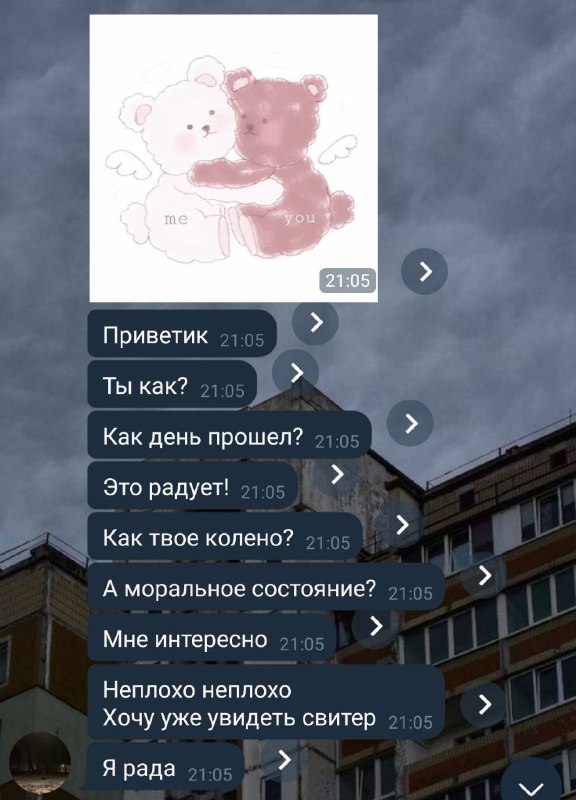 me
you
21:05
Приветик 21:05
Ты как? 21:05
Как день прошел? 21:05
Это радует! 21:05
Как твое колено? 21:05
А моральное состояние? 21:05
Мне интересно 21:05
Неплохо неплохо
Хочу уже увидеть свитер 21:05
Я рада 21:05